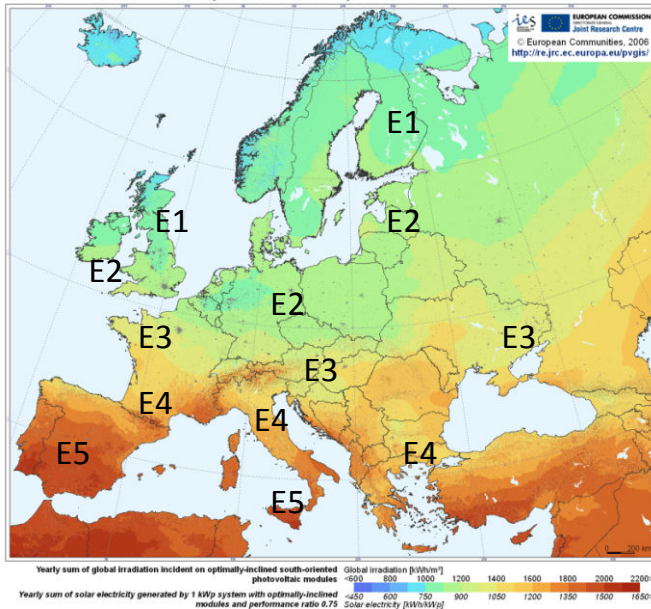 ies
EUROPEAN COMMISSION
DIRECTORATE GENERAL
Joint Research Centre
© European Communities, 2006
http://re.jrc.ec.europa.eu/pvgis/
E1
E1
E2
E2
E2
E3
E3
E3
E4
E4
E4
E5
E5
0 200 km
Yearly sum of global irradiation incident on optimally-inclined south-oriented
photovoltaic modules
Yearly sum of solar electricity generated by 1 kWp system with optimally-inclined
modules and performance ratio 0.75
Global irradiation [kWh/m²]
<600 800 1000 1200 1400 1600 1800 2000 2200>
<450 600 750 900 1050 1200 1350 1500 1650>
Solar electricity [kWh/kWp]